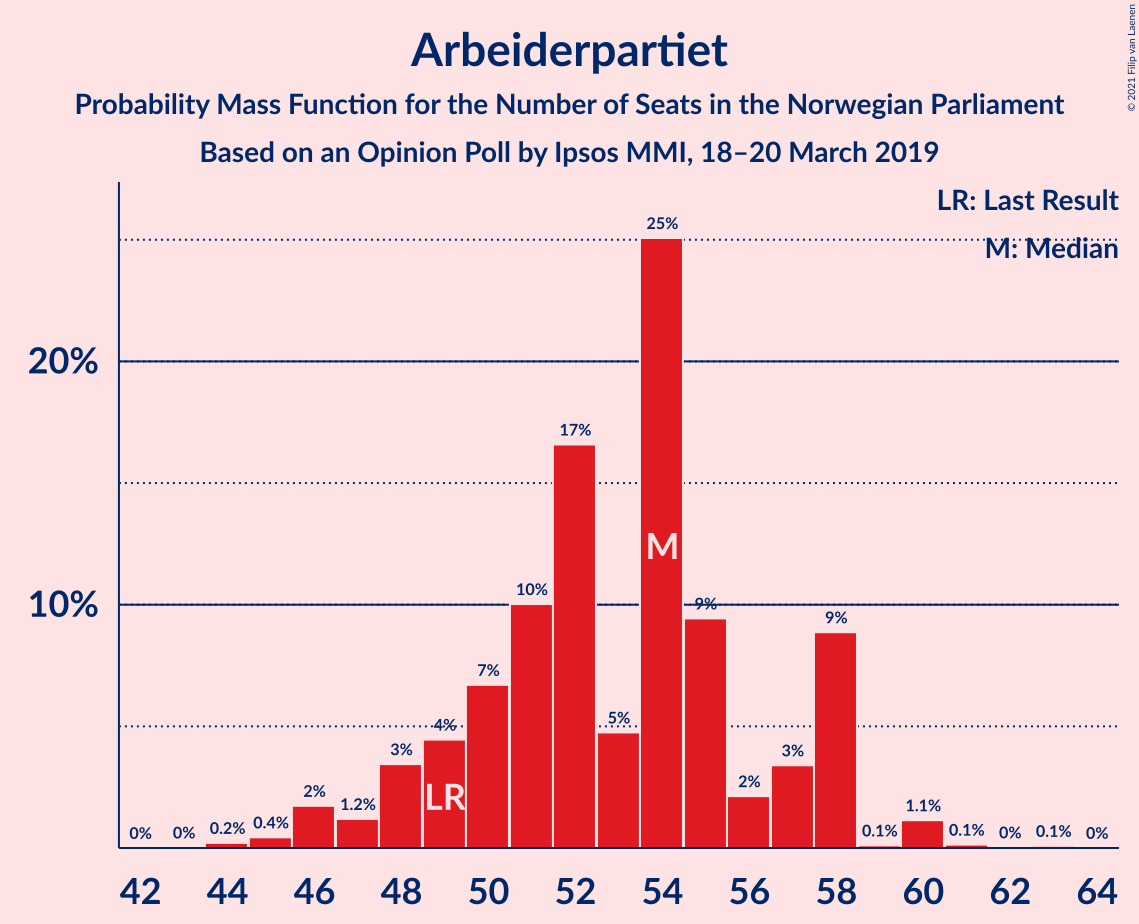 Arbeiderpartiet
Probability Mass Function for the Number of Seats in the Norwegian Parliament
Based on an Opinion Poll by Ipsos MMI, 18–20 March 2019
© 2021 Filip van Laenen
LR: Last Result
M: Median
20%
10%
0% 0% 0.2% 0.4% 2% 1.2% 3% 4% 7% 10% 17% 5% 25% 9% 2% 3% 9% 0.1% 1.1% 0.1% 0% 0.1% 0%
LR
M
42 44 46 48 50 52 54 56 58 60 62 64